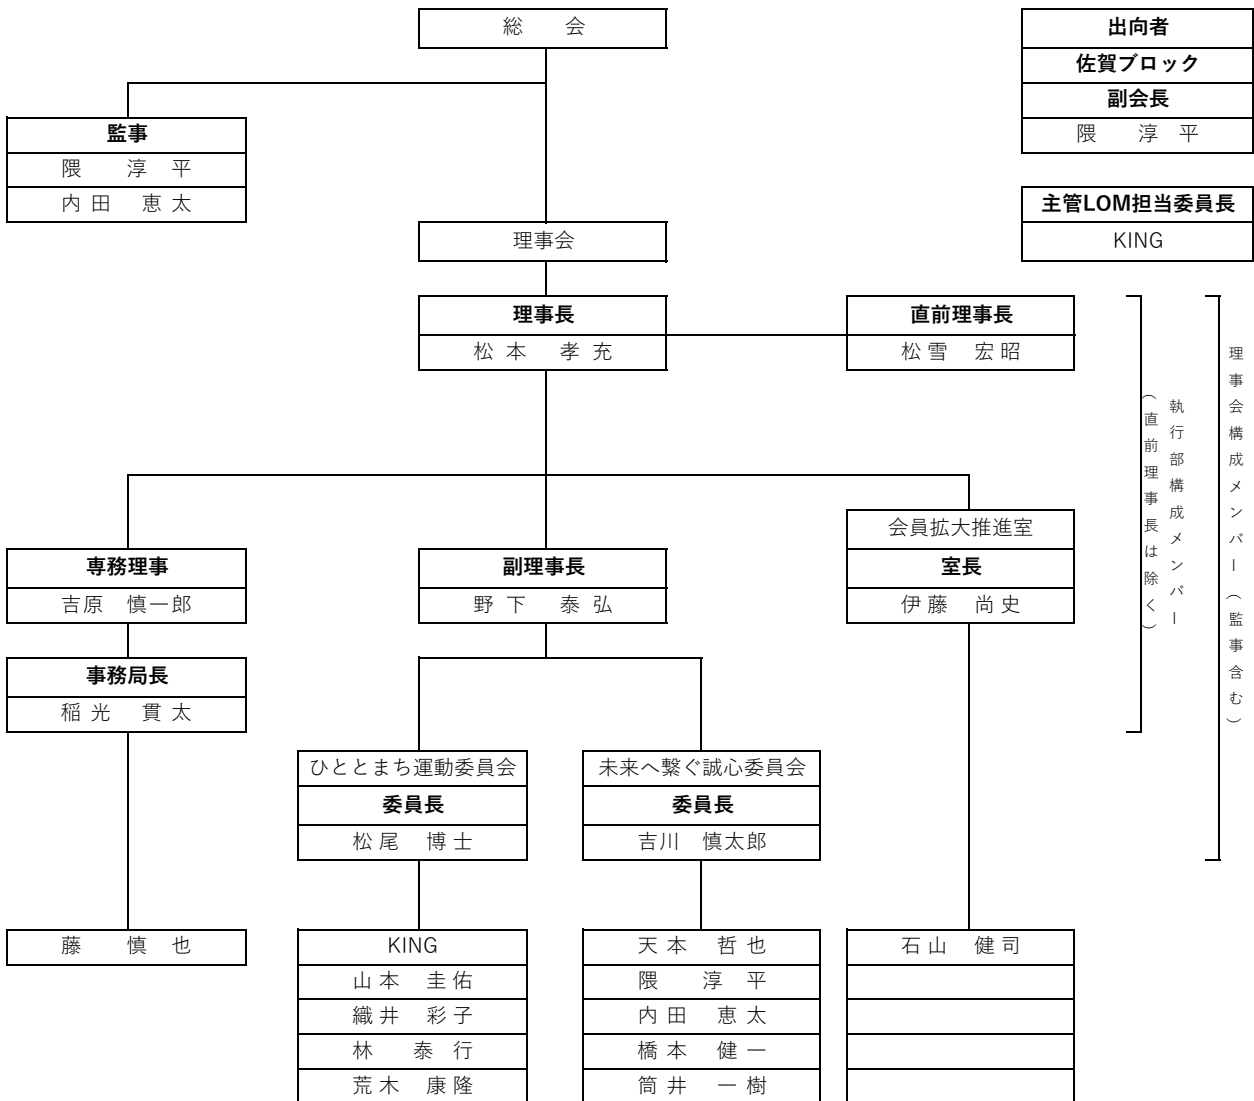 総　会
出向者
佐賀ブロック
副会長
隈　淳　平
監事
隈　淳　平
内 田　恵 太
主管LOM担当委員長
KING
理事会
理事長
松 本　孝 充
直前理事長
松 雪　宏 昭
執行部構成メンバー
（直前理事長は除く）
理事会構成メンバー（監事含む）
専務理事
吉原　慎一郎
事務局長
稲 光　貫 太
副理事長
野 下　泰 弘
会員拡大推進室
室長
伊 藤　尚 史
ひととまち運動委員会
委員長
松 尾　博 士
未来へ繋ぐ誠心委員会
委員長
吉川　慎太郎
藤　慎 也
KING
山 本　圭 佑
織 井　彩 子
林　泰 行
荒 木　康 隆
天 本　哲 也
隈　淳　平
内 田　恵 太
橋 本　健 一
筒 井　一 樹
石 山　健 司